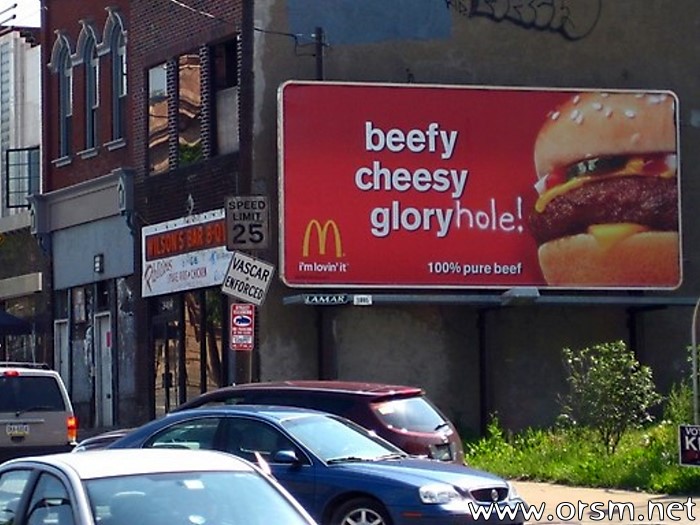 beefy
cheesy
gloryhole!
i'm lovin' it
100% pure beef
LAMAR
SPEED
LIMIT
25
VASCAR
ENFORCED
WILSON'S BAR-B-Q
www.orsm.net